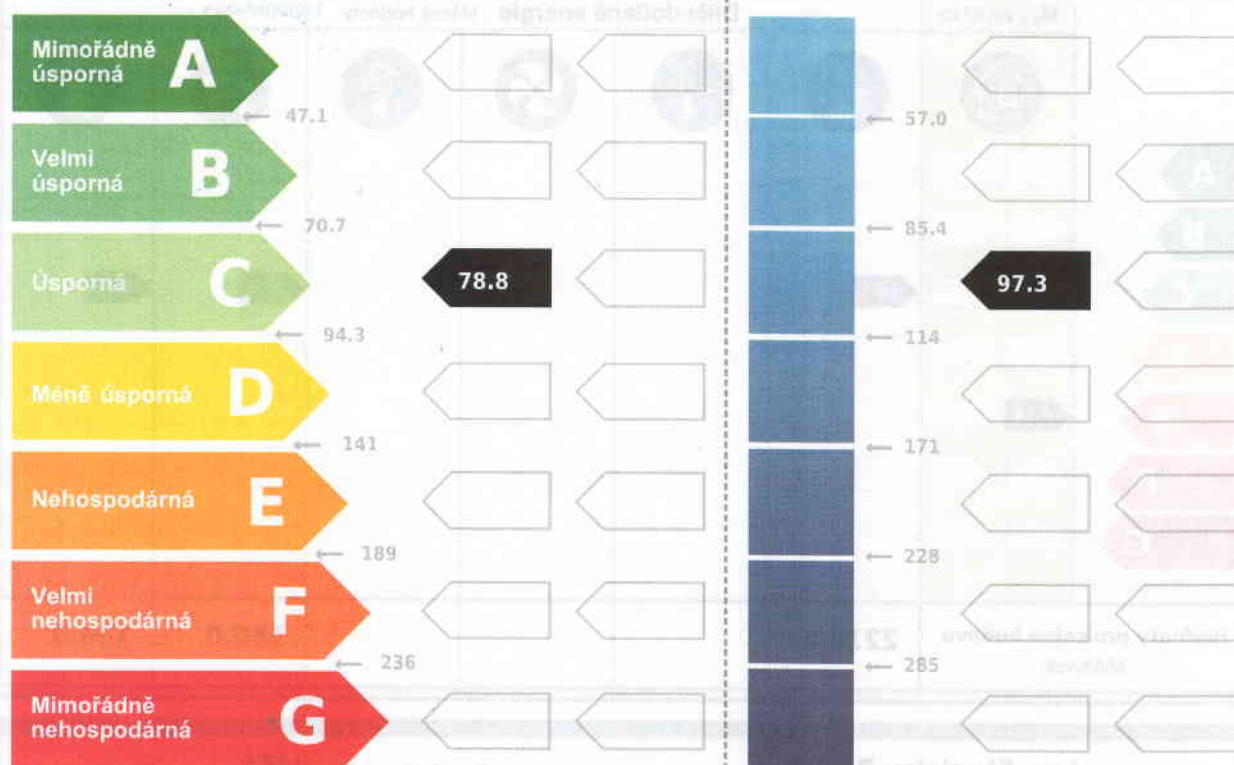 Mimořádně
úsporná
A
47.1
57.0
Velmi
úsporná
B
70.7
85.4
Úsporná
C
78.8
97.3
94.3
114
Méně úsporná
D
141
171
Nehospodárná
E
189
228
Velmi
nehospodárná
F
236
285
Mimořádně
nehospodárná
G